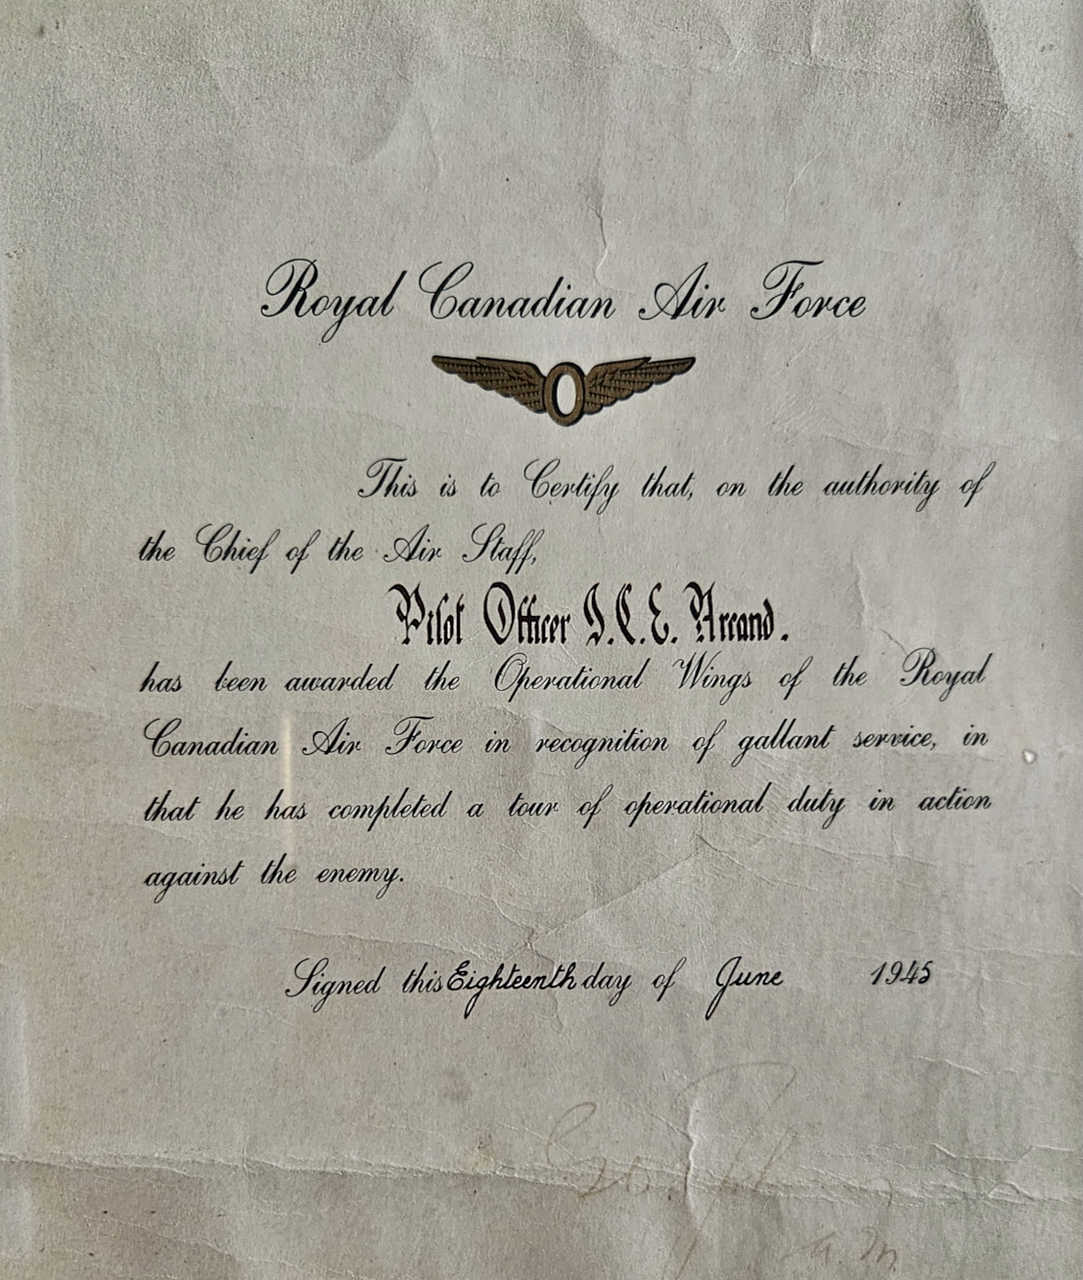 Royal Canadian Air Force
This is to Certify that, on the authority of
the Chief of the Air Staff,
Pilot Officer J.C.E. Arcand.
has been awarded the Operational Wings of the Royal
Canadian Air Force in recognition of gallant service, in
that he has completed a tour of operational duty in action
against the enemy.
Signed this Eighteenth day of June 1945